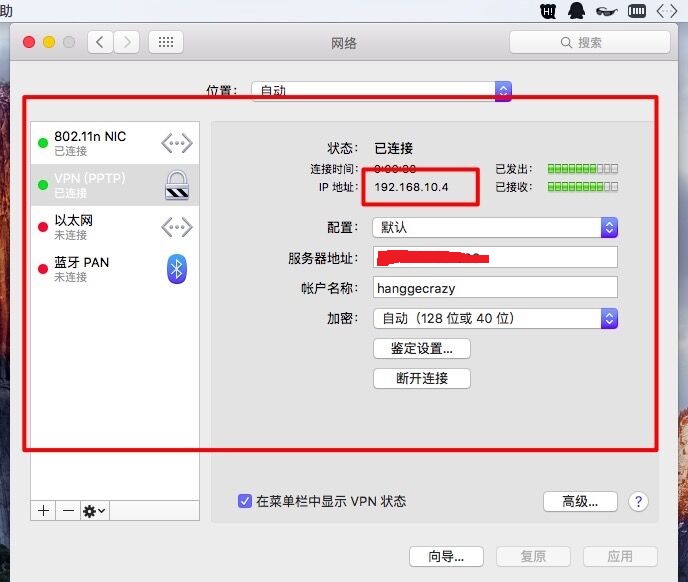 助
网络
搜索
位置: 自动
802.11n NIC
已连接
VPN (PPTP)
已连接
以太网
未连接
蓝牙 PAN
未连接
状态: 已连接
连接时间: 0:00:38
已发出:
IP 地址: 192.168.10.4
已接收:
配置: 默认
服务器地址:
帐户名称: hanggecrazy
加密: 自动（128 位或 40 位）
鉴定设置...
断开连接
在菜单栏中显示 VPN 状态
高级...
?
向导...
复原
应用